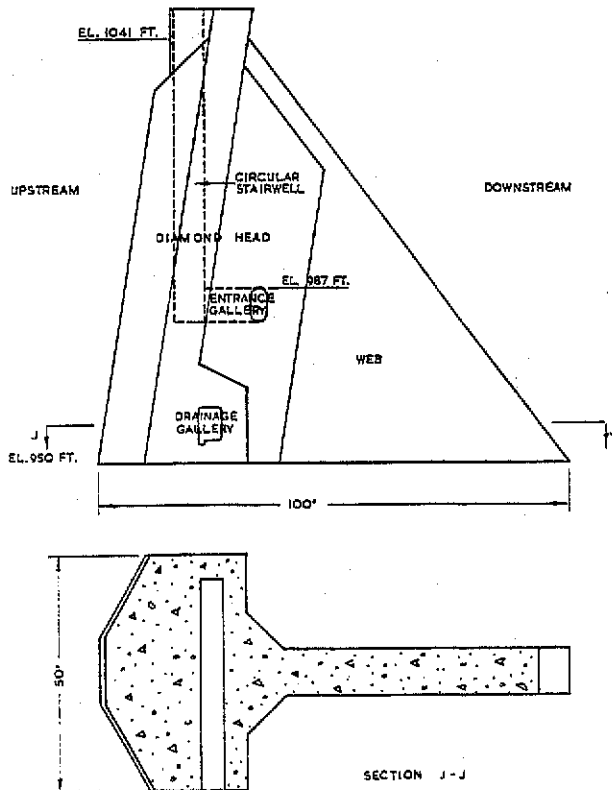 EL. 1041 FT.
UPSTREAM
CIRCULAR
STAIRWELL
DOWNSTREAM
DIAMOND HEAD
EL. 987 FT.
ENTRANCE
GALLERY
WEB
DRAINAGE
GALLERY
J
EL. 950 FT.
100'
50'
SECTION J-J